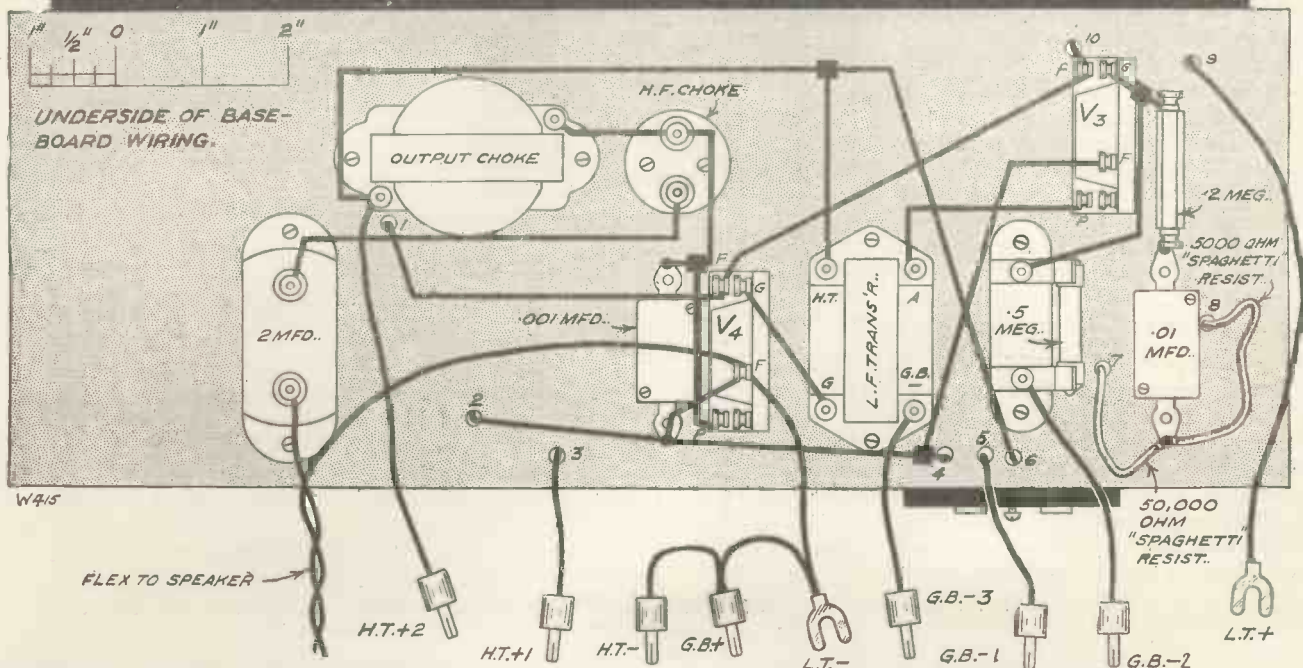 1" ½" 0 1" 2"
UNDERSIDE OF BASE-
BOARD WIRING.
OUTPUT CHOKE
H.F. CHOKE
10
9
F
G
V3
F
P
.2 MEG..
5000 OHM
"SPAGHETTI"
RESIST..
1
2 MFD..
.001 MFD..
F
G
V4
F
P
H.T.
A
L.F. TRANS'R..
G
G.B.
–
.5
MEG..
8
.01
MFD..
7
10
3
4
5
6
W415
50,000
OHM
"SPAGHETTI
RESIST..
FLEX TO SPEAKER
H.T.+2
H.T.+1
H.T.-
G.B.+
L.T.-
G.B.-3
G.B.-1
G.B.-2
L.T.+